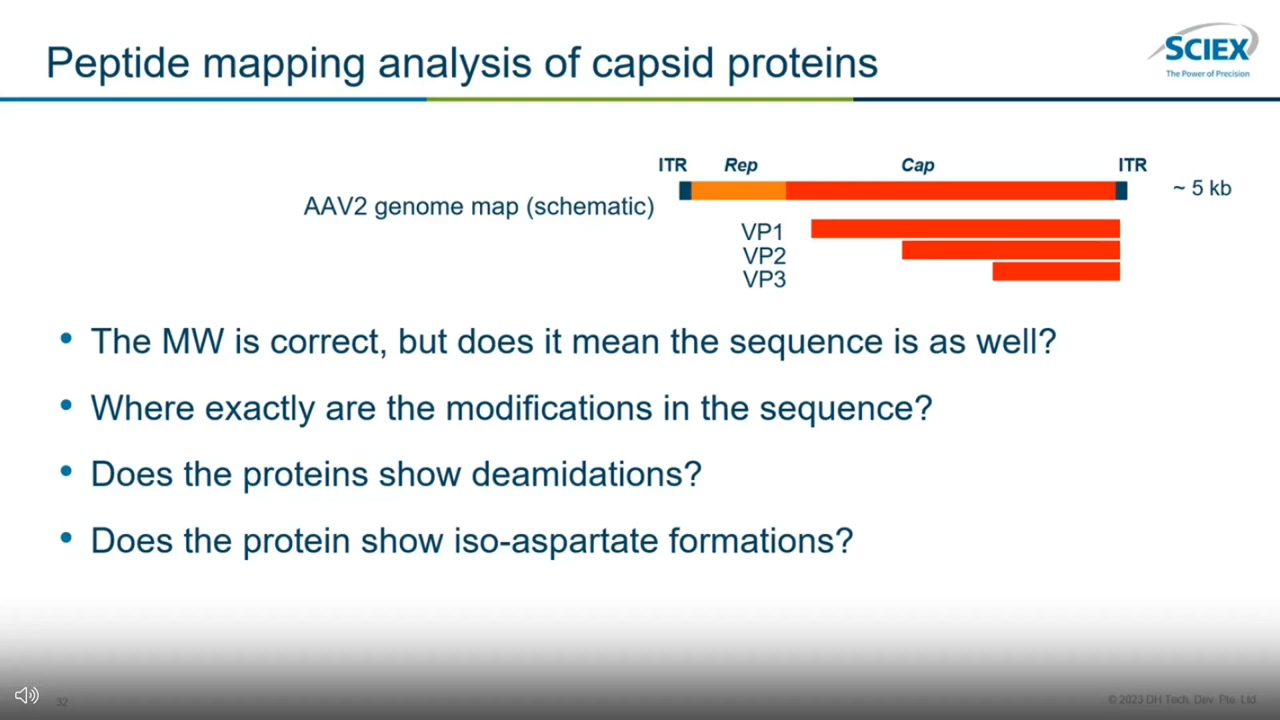 Peptide mapping analysis of capsid proteins
SCIEX
The Power of Precision
ITR Rep Cap ITR
~ 5 kb
AAV2 genome map (schematic)
VP1
VP2
VP3
• The MW is correct, but does it mean the sequence is as well?
• Where exactly are the modifications in the sequence?
• Does the proteins show deamidations?
• Does the protein show iso-aspartate formations?
32
© 2023 DH Tech. Dev. Pte. Ltd.